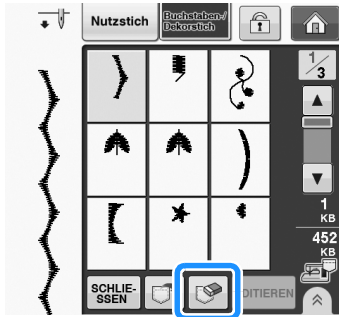 Nutzstich
Buchstaben-/
Dekorstich
1/3
1
KB
452
KB
SCHLIE-
SSEN
DITIEREN